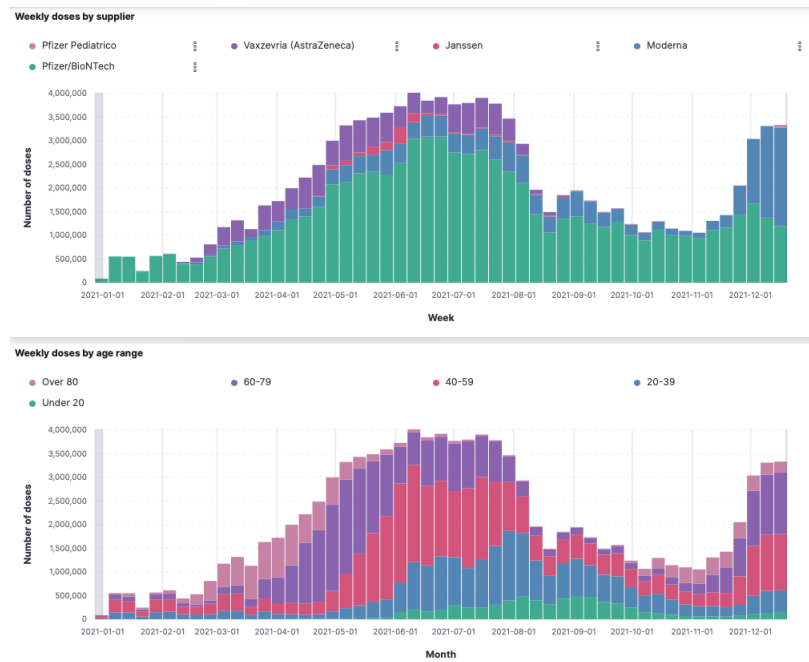 Weekly doses by supplier
Pfizer Pediatrico Vaxzevria (AstraZeneca) Janssen Moderna
Pfizer/BioNTech
4,000,000
3,500,000
3,000,000
2,500,000
2,000,000
1,500,000
1,000,000
500,000
0
Number of doses
2021-01-01 2021-02-01 2021-03-01 2021-04-01 2021-05-01 2021-06-01 2021-07-01 2021-08-01 2021-09-01 2021-10-01 2021-11-01 2021-12-01
Week
Weekly doses by age range
Over 80 60-79 40-59 20-39
Under 20
4,000,000
3,500,000
3,000,000
2,500,000
2,000,000
1,500,000
1,000,000
500,000
0
Number of doses
2021-01-01 2021-02-01 2021-03-01 2021-04-01 2021-05-01 2021-06-01 2021-07-01 2021-08-01 2021-09-01 2021-10-01 2021-11-01 2021-12-01
Month